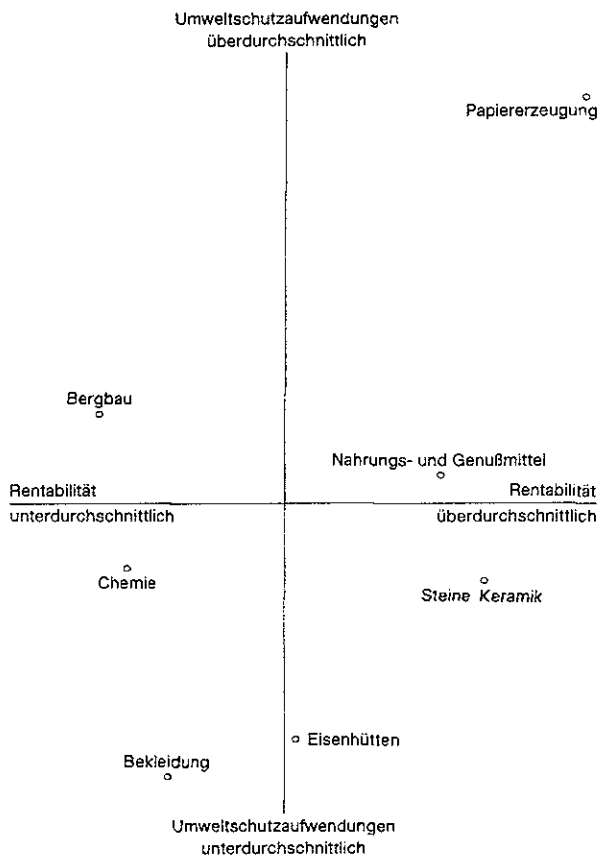 Umweltschutzaufwendungen
überdurchschnittlich
Papiererzeugung
Bergbau
Nahrungs- und Genußmittel
Rentabilität
Rentabilität
unterdurchschnittlich
überdurchschnittlich
Chemie
Steine Keramik
Eisenhütten
Bekleidung
Umweltschutzaufwendungen
unterdurchschnittlich